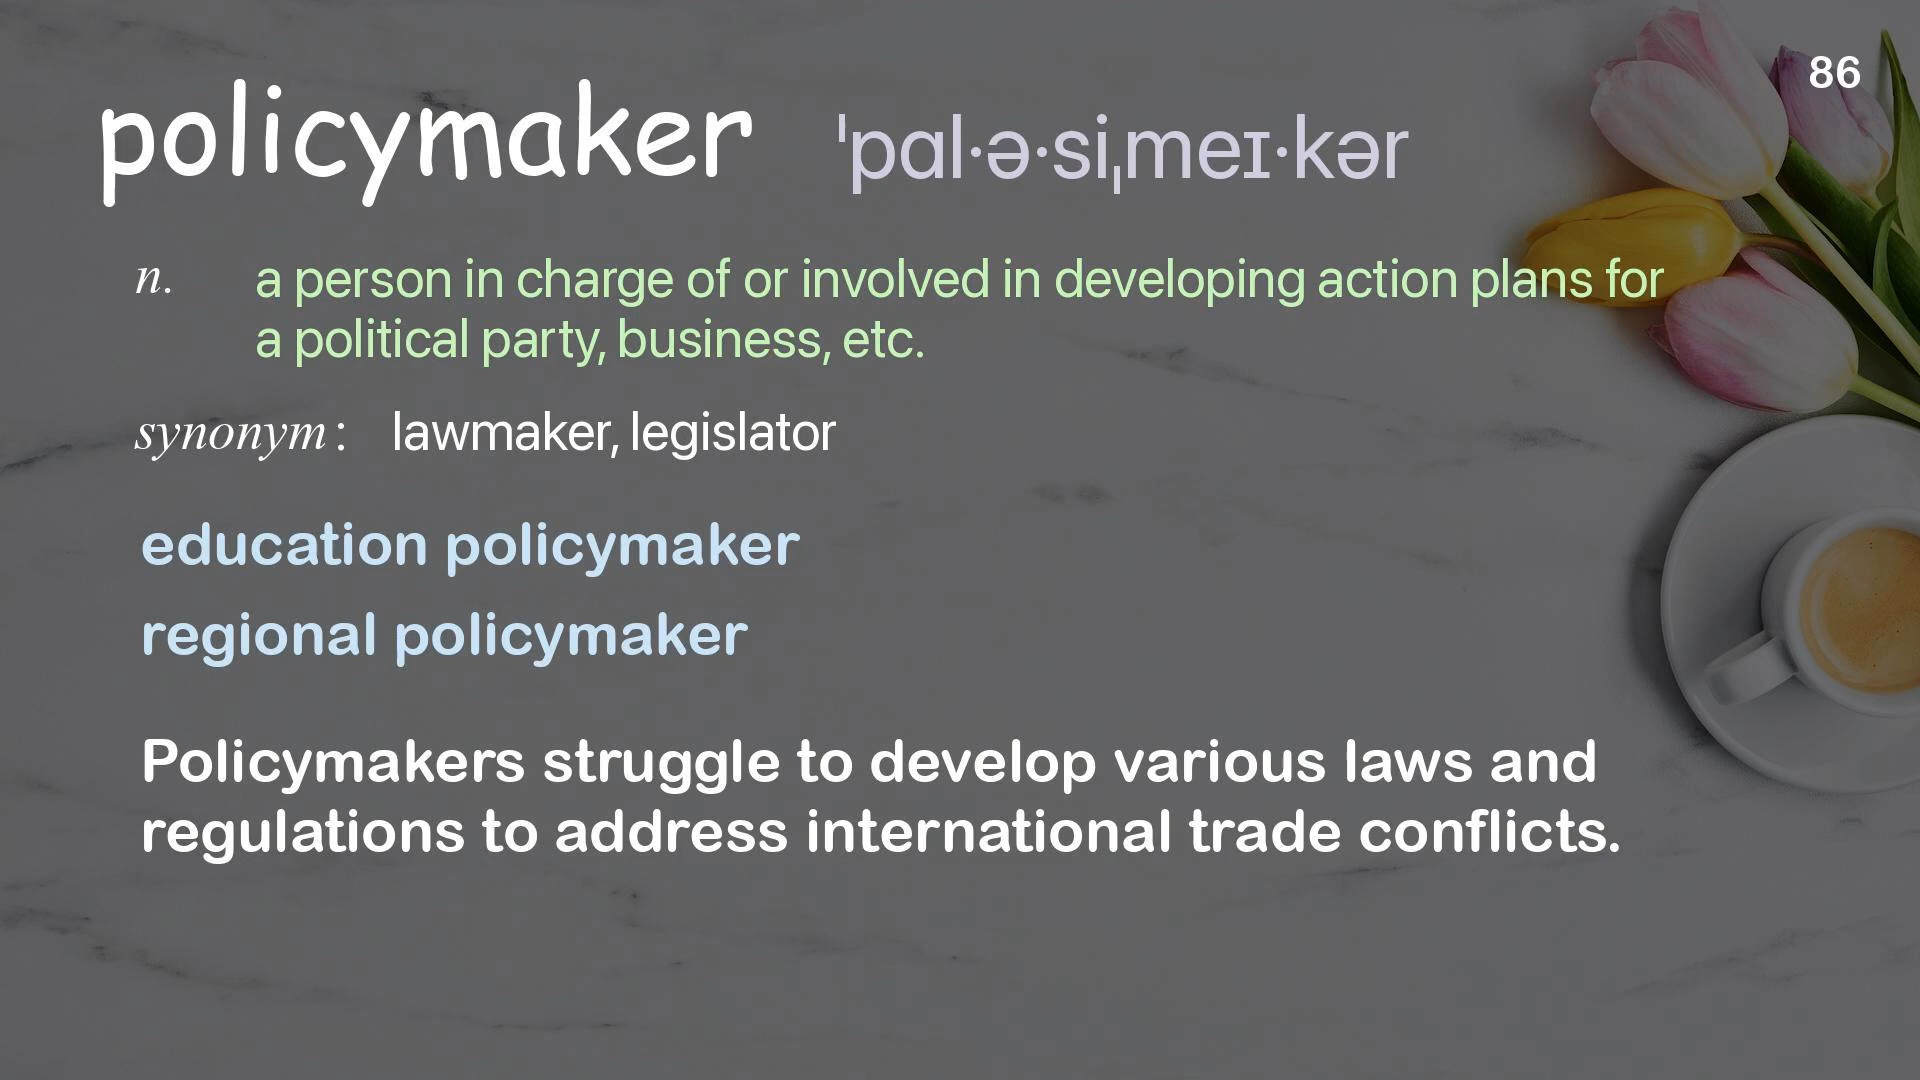 86
policymaker ˈpɑl·ə·siˌmeɪ·kər
n. a person in charge of or involved in developing action plans for
a political party, business, etc.
synonym: lawmaker, legislator
education policymaker
regional policymaker
Policymakers struggle to develop various laws and
regulations to address international trade conflicts.